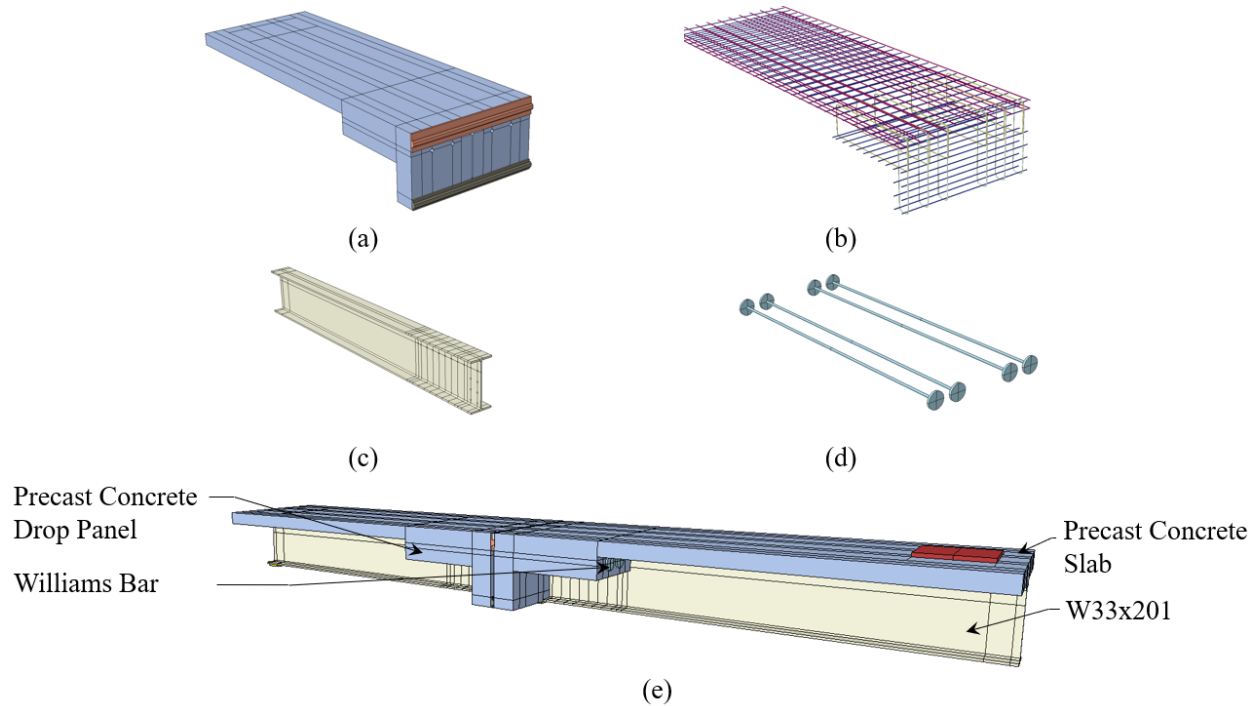 (a)
(b)
(c)
(d)
Precast Concrete
Drop Panel
Williams Bar
Precast Concrete
Slab
W33x201
(e)